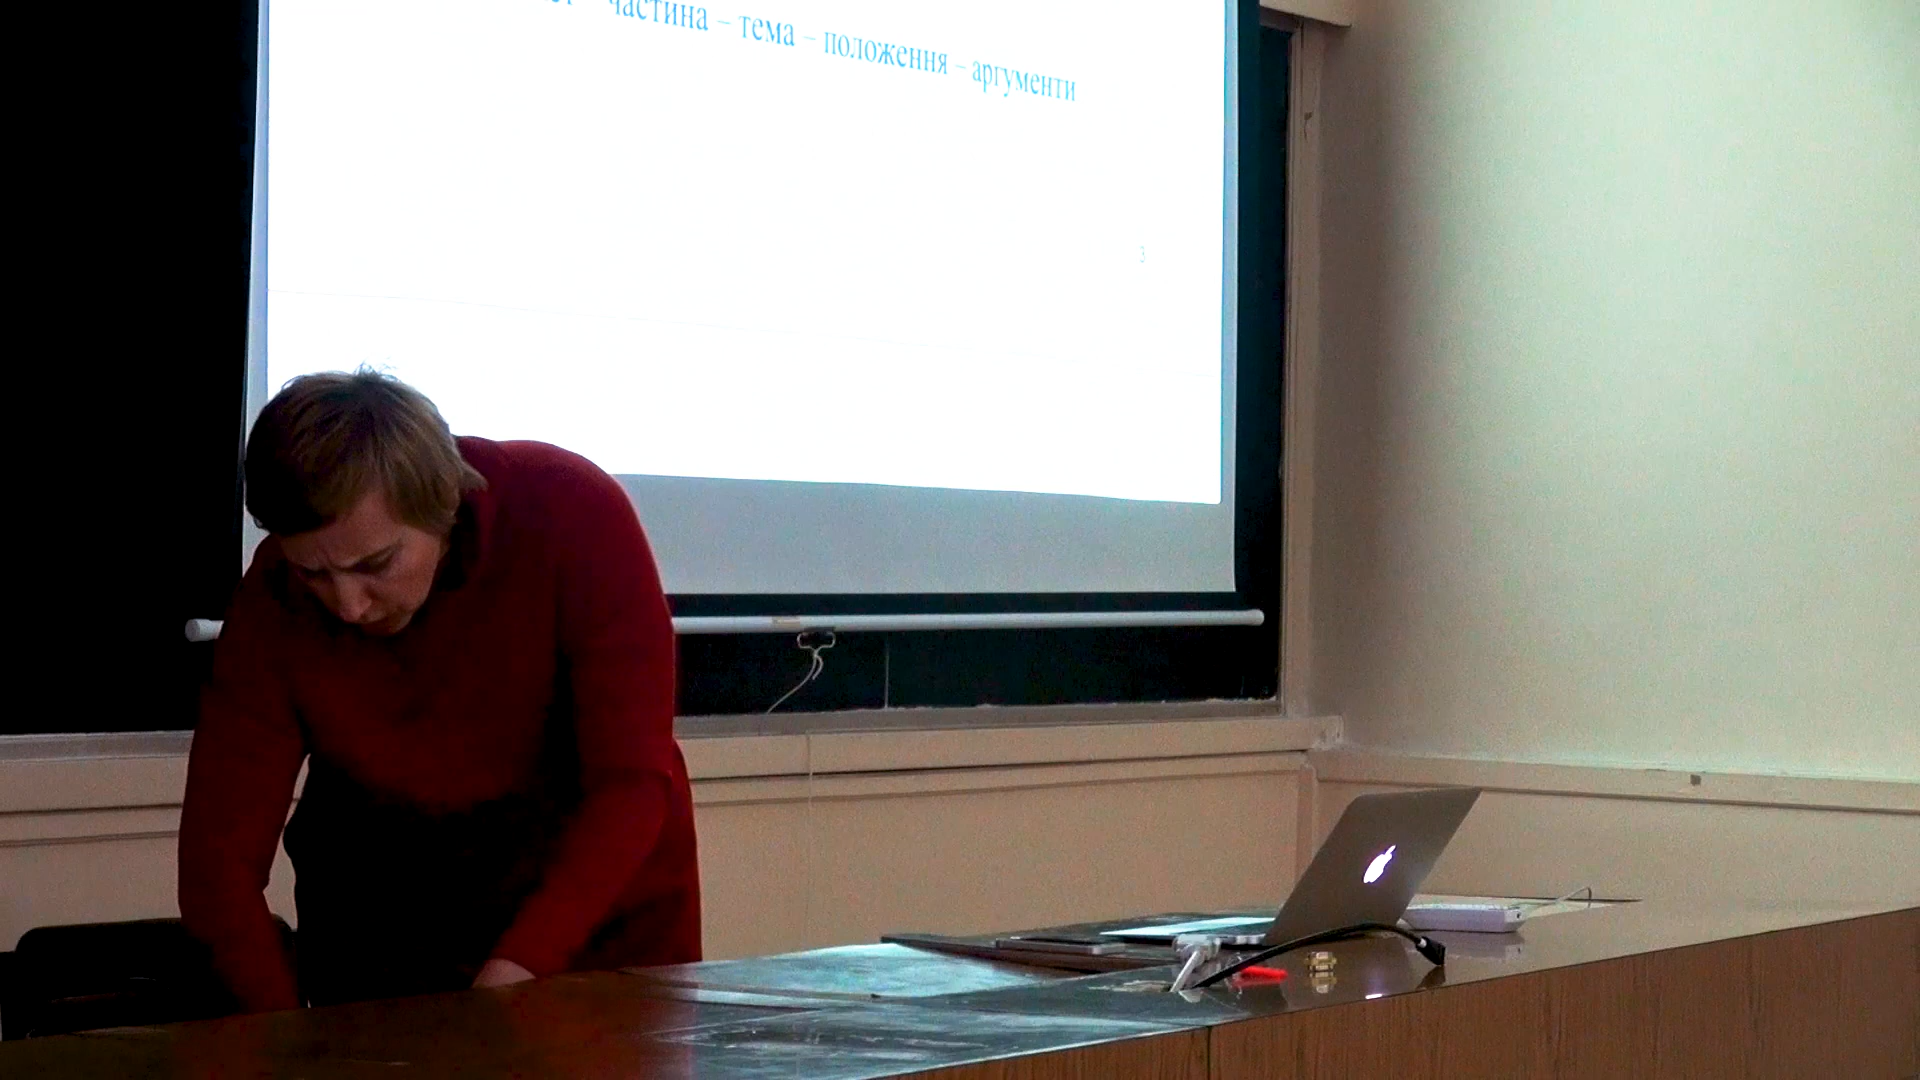 частина – тема – положення – аргументи
3